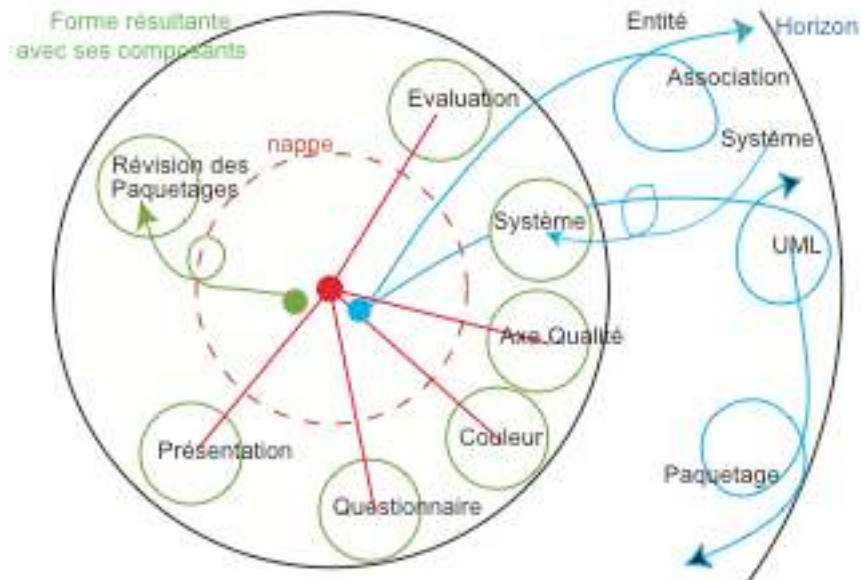 Forme résultante
avec ses composants
Entité
Horizon
Association
Evaluation
Système
nappe
Révision des
Paquetages
Système
UML
Axe Qualité
Couleur
Présentation
Paquetage
Questionnaire